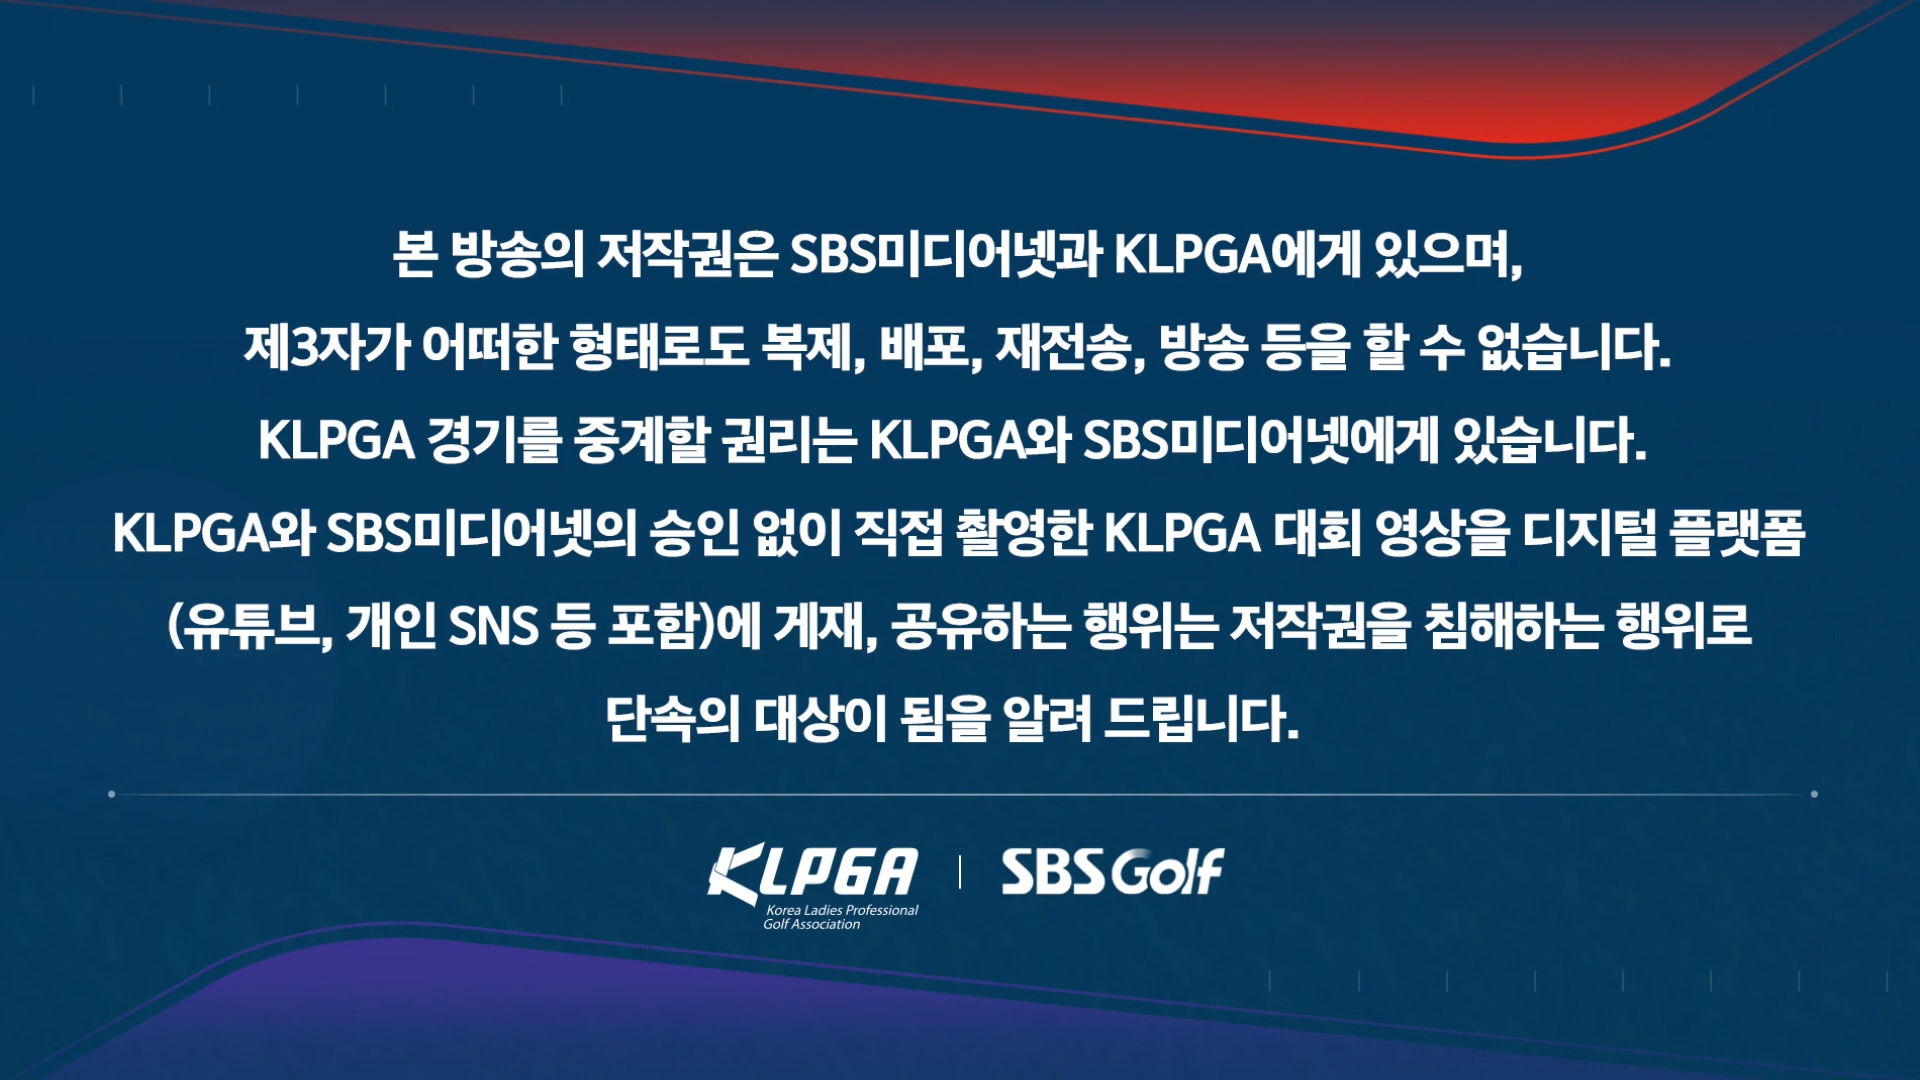 본 방송의 저작권은 SBS미디어넷과 KLPGA에게 있으며,
제3자가 어떠한 형태로도 복제, 배포, 재전송, 방송 등을 할 수 없습니다.
KLPGA 경기를 중계할 권리는 KLPGA와 SBS미디어넷에게 있습니다.
KLPGA와 SBS미디어넷의 승인 없이 직접 촬영한 KLPGA 대회 영상을 디지털 플랫폼
(유튜브, 개인 SNS 등 포함)에 게재, 공유하는 행위는 저작권을 침해하는 행위로
단속의 대상이 됨을 알려 드립니다.
KLPGA
Korea Ladies Professional
Golf Association
SBS Golf